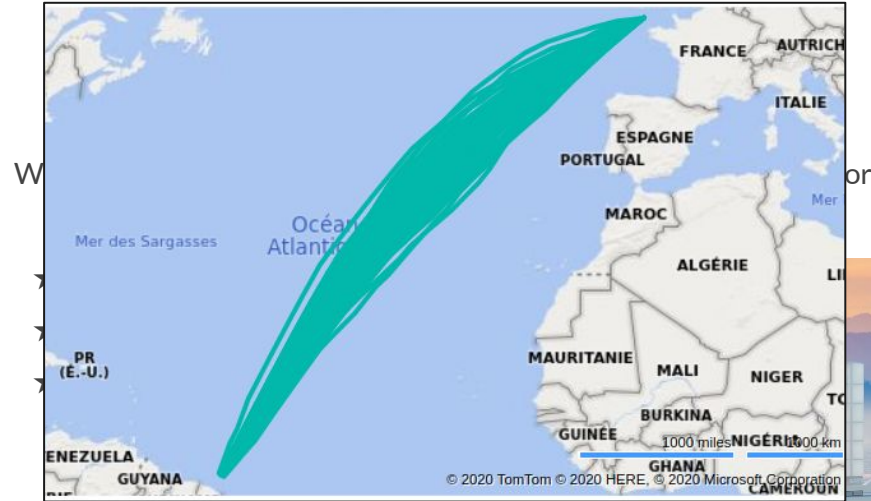 FRANCE
AUTRICH
ITALIE
ESPAGNE
PORTUGAL
W
or
Mer
MAROC
Océan
Atlanti
Mer des Sargasses
ALGÉRIE
LI
PR
(É.-U.)
MAURITANIE
MALI
NIGER
TC
BURKINA
GUINÉE
1000 miles
1000 km
NIGÉRIA
ENEZUELA
GHANA
GUYANA
© 2020 TomTom © 2020 HERE, © 2020 Microsoft Corporation
CAMEROUN